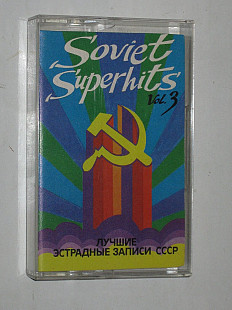 Soviet
Superhits
Vol. 3
ЛУЧШИЕ
ЭСТРАДНЫЕ ЗАПИСИ СССР